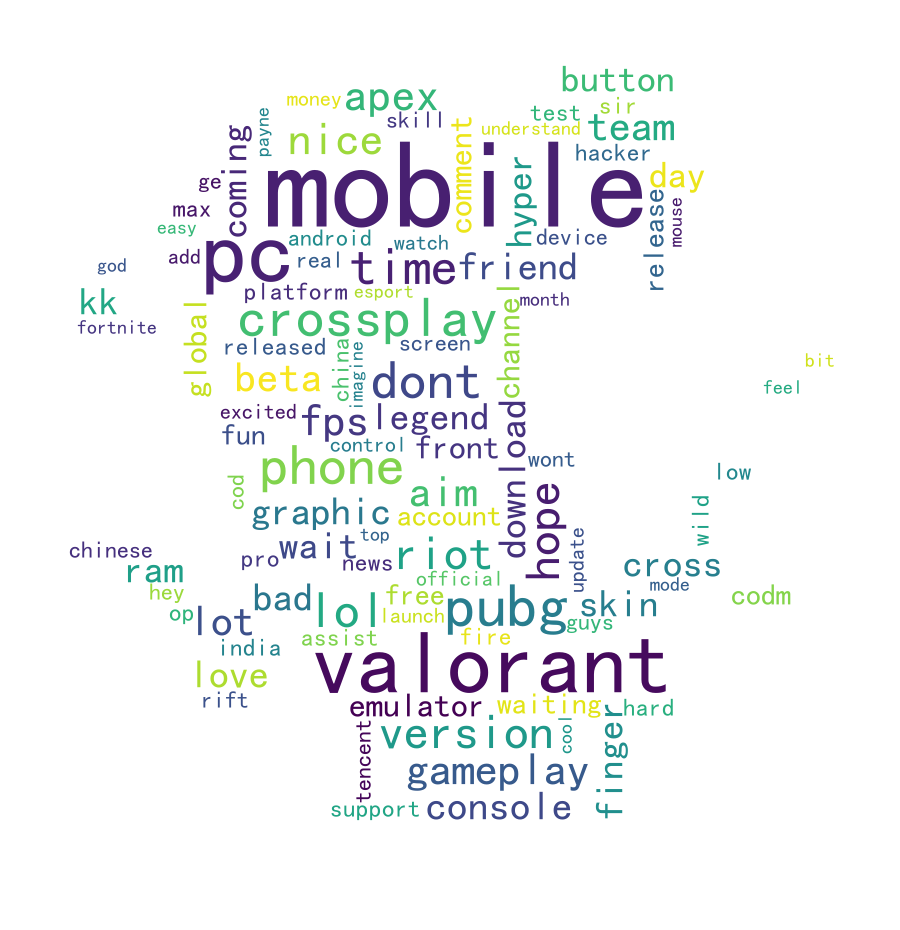 button
money
apex
sir
test
payne
skill
comment
understand
team
coming
nice
mobile
hacker
hyper
day
ge
release
mouse
max
easy
pc
android
watch
device
add
real
time
friend
god
platform
esport
month
kk
fortnite
global
crossplay
channel
released
china
imagine
screen
beta
dont
bit
feel
excited
fps
legend
fun
control
front
download
phone
wont
hope
low
cod
aim
wild
graphic
account
top
update
chinese
pro
wait
news
riot
cross
ram
official
mode
hey
bad
free
codm
op
lot
lol
launch
pubg
skin
guys
india
assist
fire
love
valorant
rift
emulator
waiting
hard
tencent
version
cool
finger
gameplay
support
console